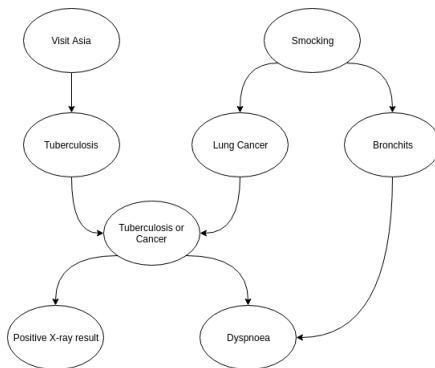 Visit Asia
Smocking
Tuberculosis
Lung Cancer
Bronchits
Tuberculosis or
Cancer
Positive X-ray result
Dyspnoea